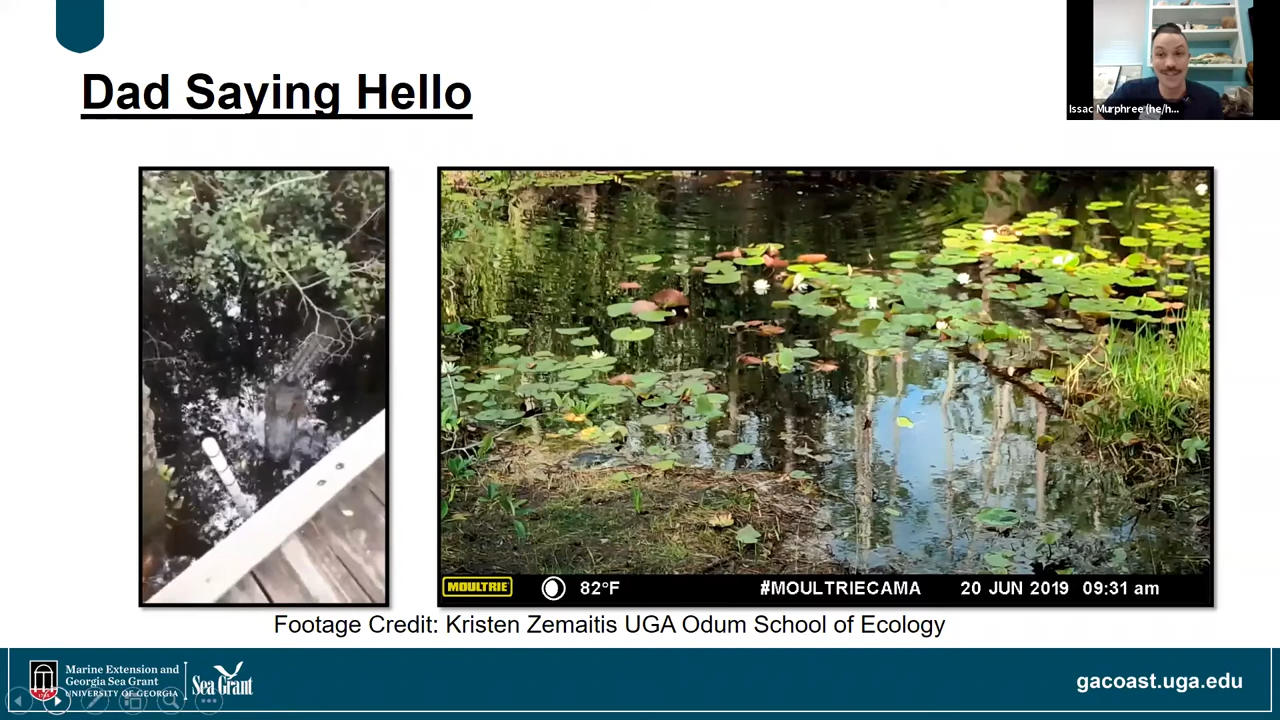 Dad Saying Hello
Issac Murphree (he/h...
MOULTRIE
82°F
#MOULTRIECAMA
20 JUN 2019
09:31 am
Footage Credit: Kristen Zemaitis UGA Odum School of Ecology
Marine Extension and
Georgia Sea Grant
UNIVERSITY OF GEORGIA
Sea Grant
gacoast.uga.edu